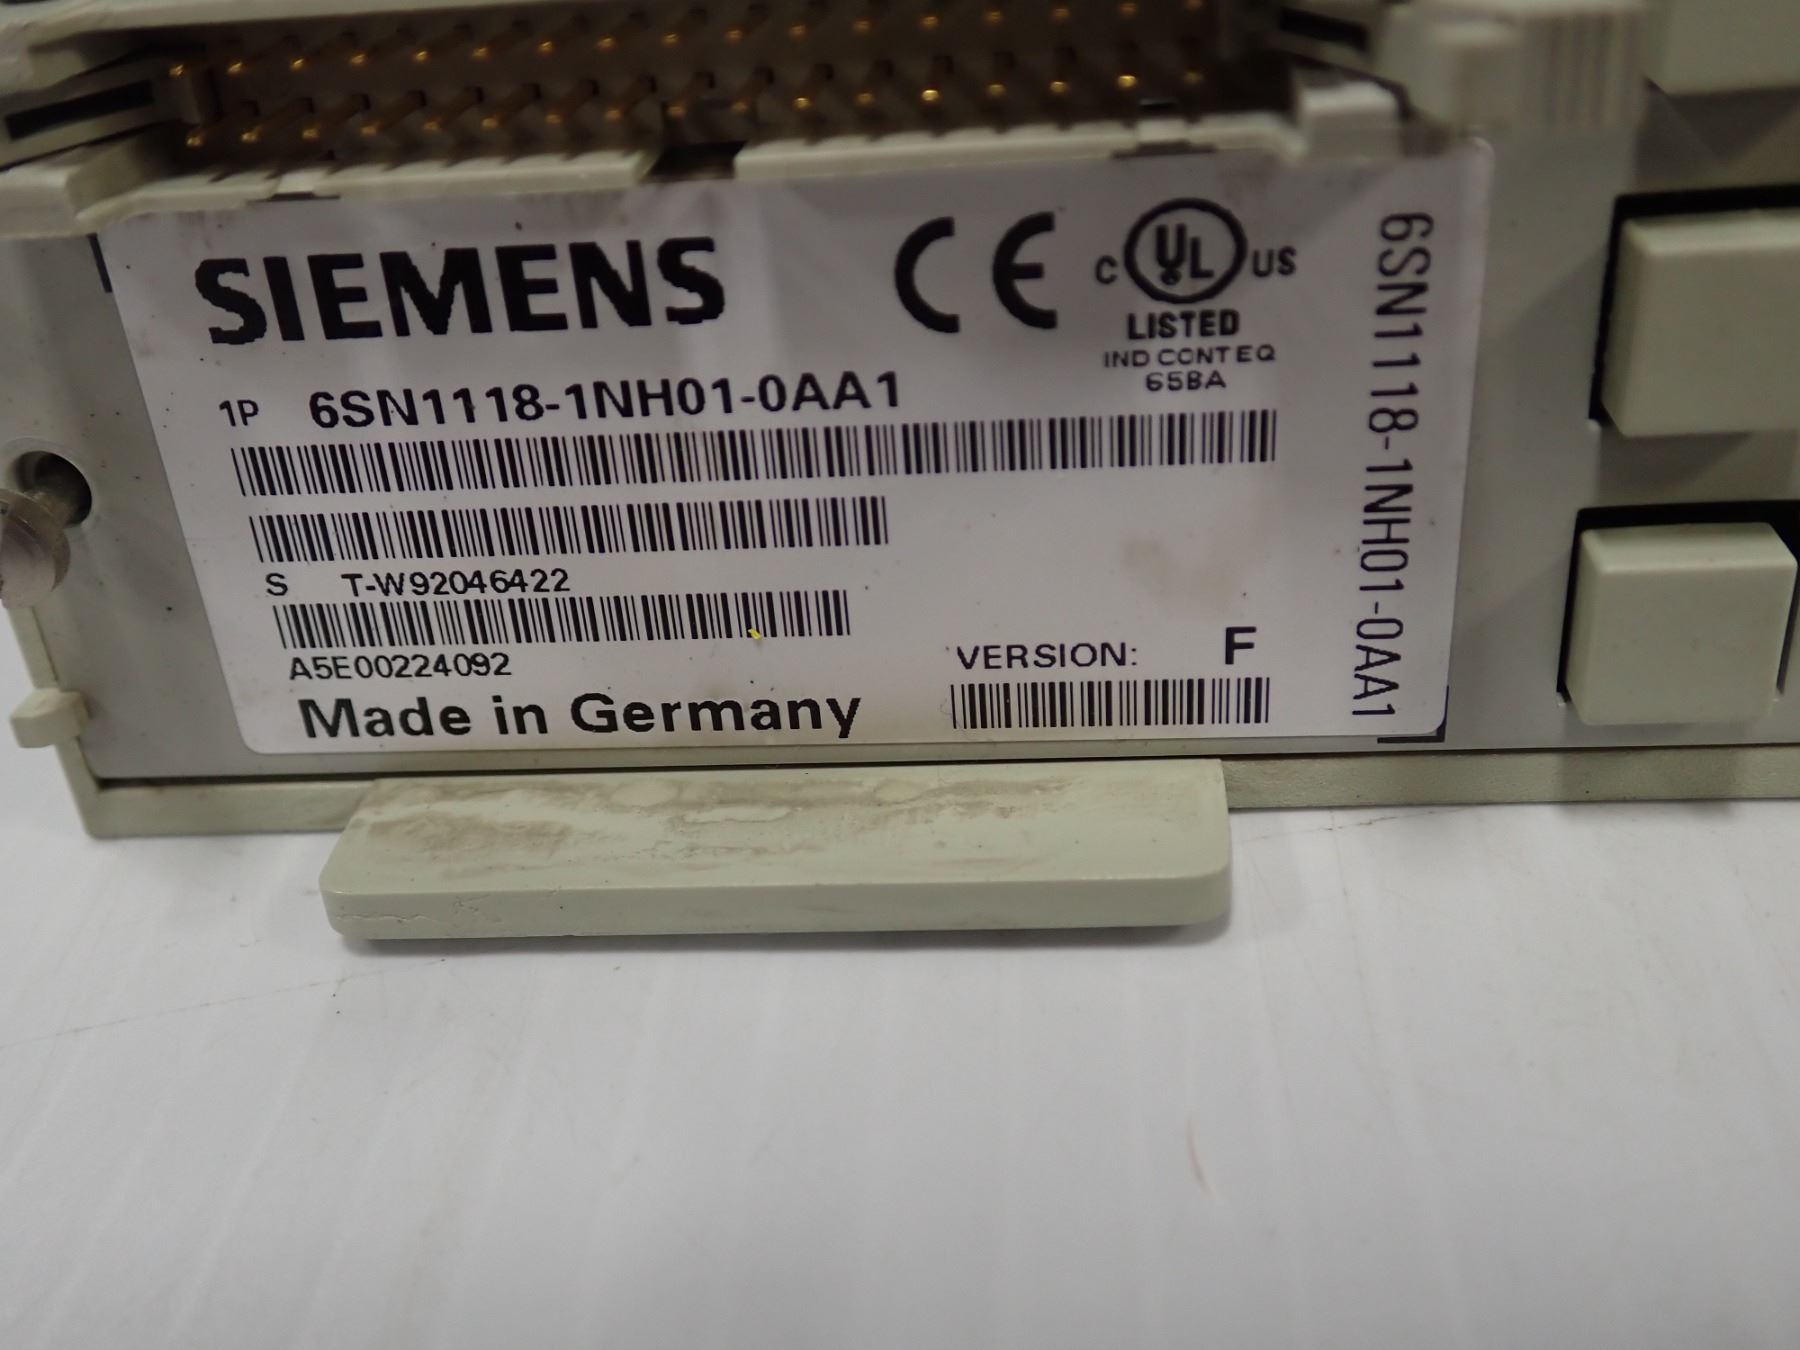 SIEMENS
CE
C UL US
LISTED
IND CONT EQ
65BA
1P 6SN1118-1NH01-0AA1
S T-W92046422
A5E00224092
VERSION: F
Made in Germany
6SN1118-1NH01-0AA1